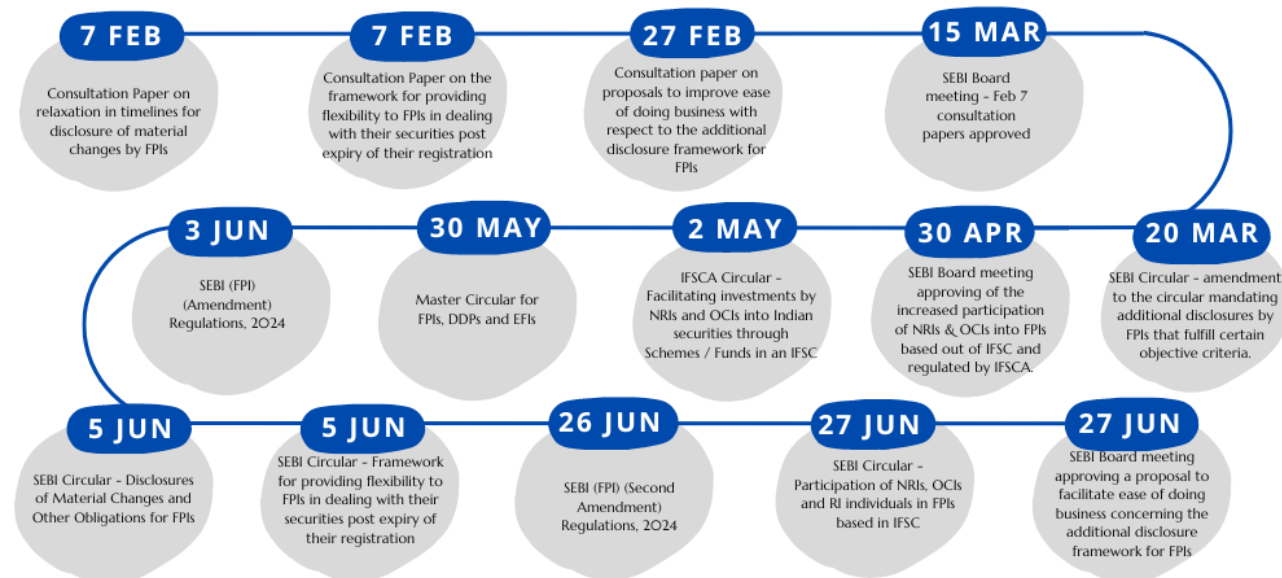 7 FEB
Consultation Paper on
relaxation in timelines for
disclosure of material
changes by FPIs
7 FEB
Consultation Paper on the
framework for providing
flexibility to FPIs in dealing
with their securities post
expiry of their registration
27 FEB
Consultation paper on
proposals to improve ease
of doing business with
respect to the additional
disclosure framework for
FPIs
15 MAR
SEBI Board
meeting - Feb 7
consultation
papers approved
20 MAR
SEBI Circular - amendment
to the circular mandating
additional disclosures by
FPIs that fulfill certain
objective criteria.
30 APR
SEBI Board meeting
approving of the
increased participation
of NRIs & OCIs into FPIs
based out of IFSC and
regulated by IFSCA.
2 MAY
IFSCA Circular -
Facilitating investments by
NRIs and OCIs into Indian
securities through
Schemes / Funds in an IFSC
30 MAY
Master Circular for
FPIs, DDPs and EFIs
3 JUN
SEBI (FPI)
(Amendment)
Regulations, 2024
5 JUN
SEBI Circular - Disclosures
of Material Changes and
Other Obligations for FPIs
5 JUN
SEBI Circular - Framework
for providing flexibility to
FPIs in dealing with their
securities post expiry of
their registration
26 JUN
SEBI (FPI) (Second
Amendment)
Regulations, 2024
27 JUN
SEBI Circular -
Participation of NRIs, OCIs
and RI individuals in FPIs
based in IFSC
27 JUN
SEBI Board meeting
approving a proposal to
facilitate ease of doing
business concerning the
additional disclosure
framework for FPIs